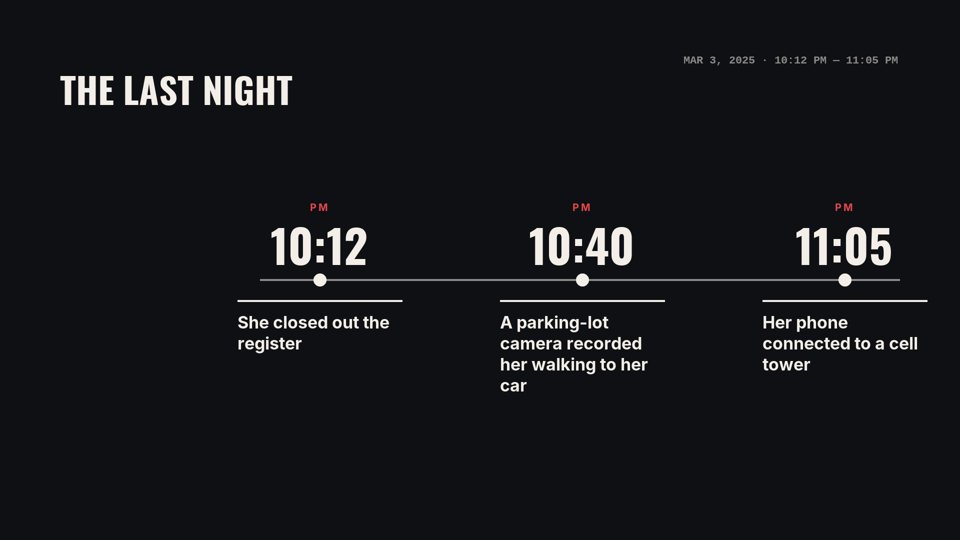 MAR 3, 2025 · 10:12 PM — 11:05 PM
THE LAST NIGHT
PM
10:12
She closed out the
register
PM
10:40
A parking-lot
camera recorded
her walking to her
car
PM
11:05
Her phone
connected to a cell
tower